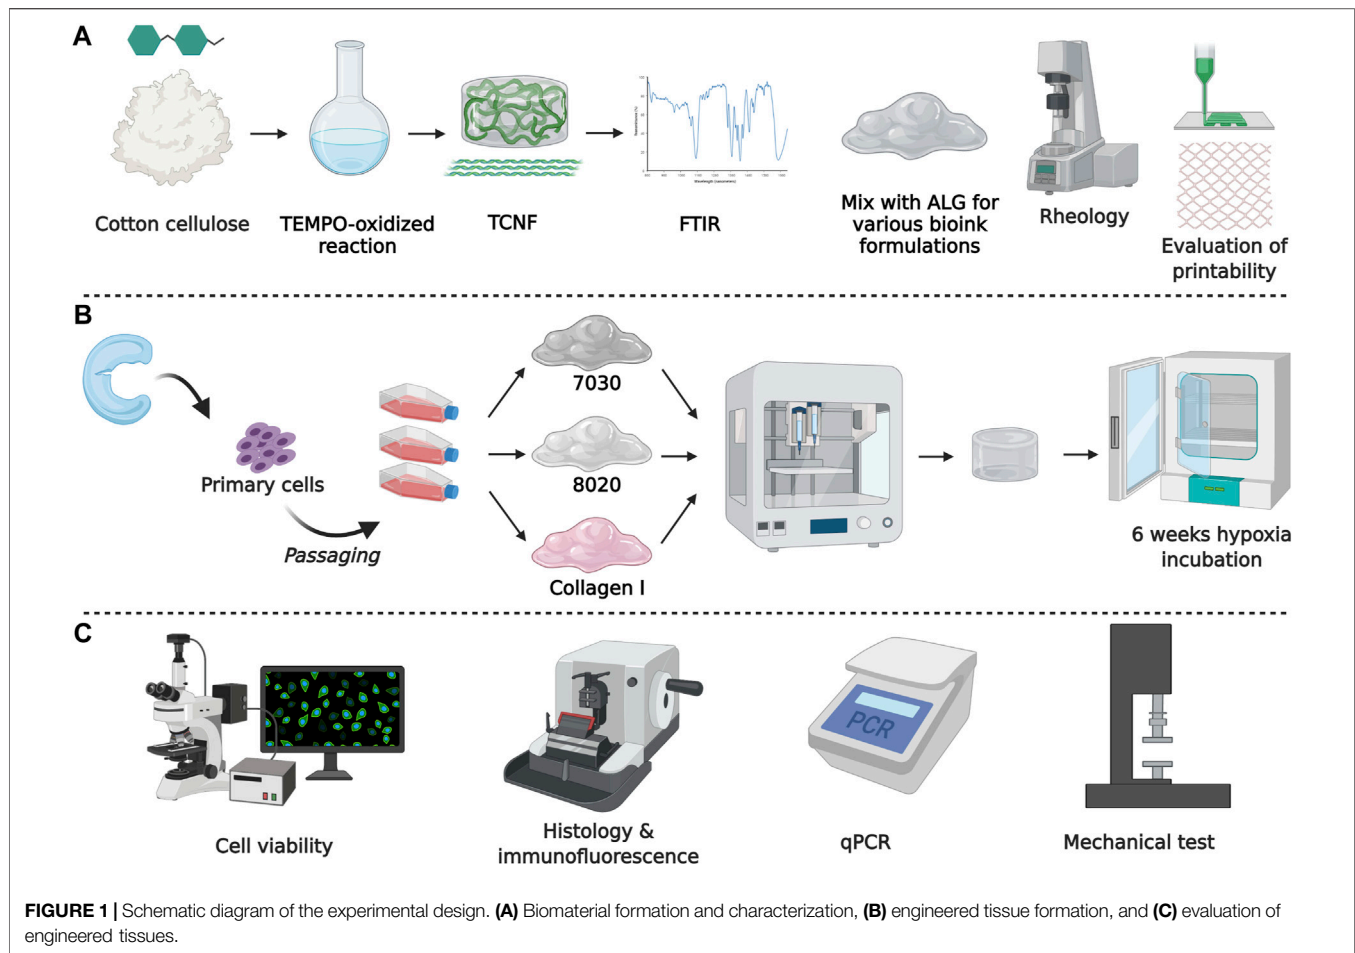 A
Cotton cellulose
TEMPO-oxidized
reaction
TCNF
FTIR
Mix with ALG for
various bioink
formulations
Rheology
Evaluation of
printability
B
Primary cells
Passaging
7030
8020
Collagen I
6 weeks hypoxia
incubation
C
Cell viability
Histology &
immunofluorescence
PCR
qPCR
Mechanical test
FIGURE 1 | Schematic diagram of the experimental design. (A) Biomaterial formation and characterization, (B) engineered tissue formation, and (C) evaluation of
engineered tissues.